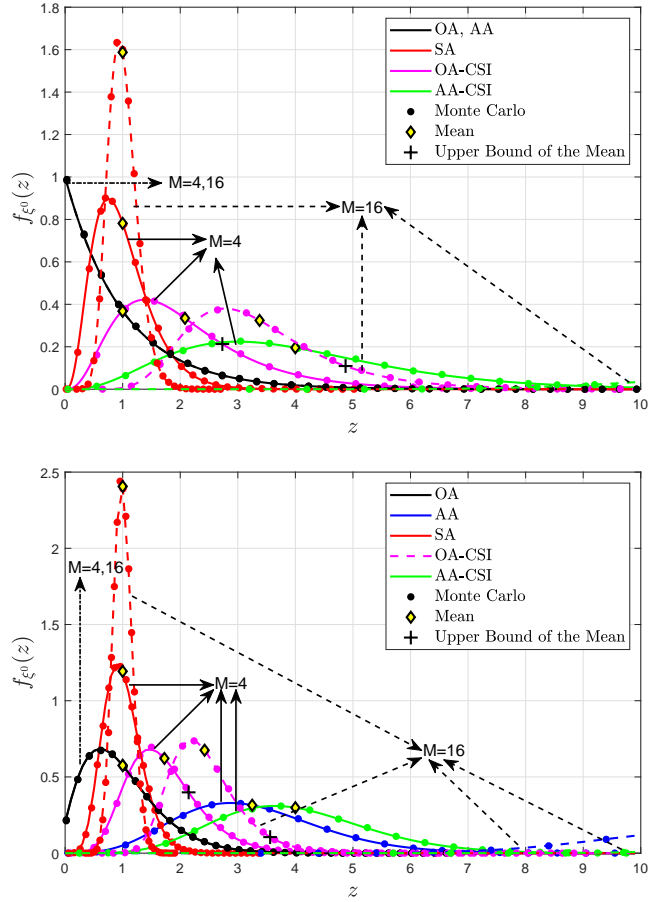 1.8
1.6
1.4
1.2
1
0.8
0.6
0.4
0.2
0
f_{ξ^0}(z)
OA, AA
SA
OA-CSI
AA-CSI
Monte Carlo
Mean
Upper Bound of the Mean
M=4,16
M=16
M=4
0 1 2 3 4 5 6 7 8 9 10
z
2.5
2
1.5
1
0.5
0
f_{ξ^0}(z)
OA
AA
SA
OA-CSI
AA-CSI
Monte Carlo
Mean
Upper Bound of the Mean
M=4,16
M=4
M=16
0 1 2 3 4 5 6 7 8 9 10
z